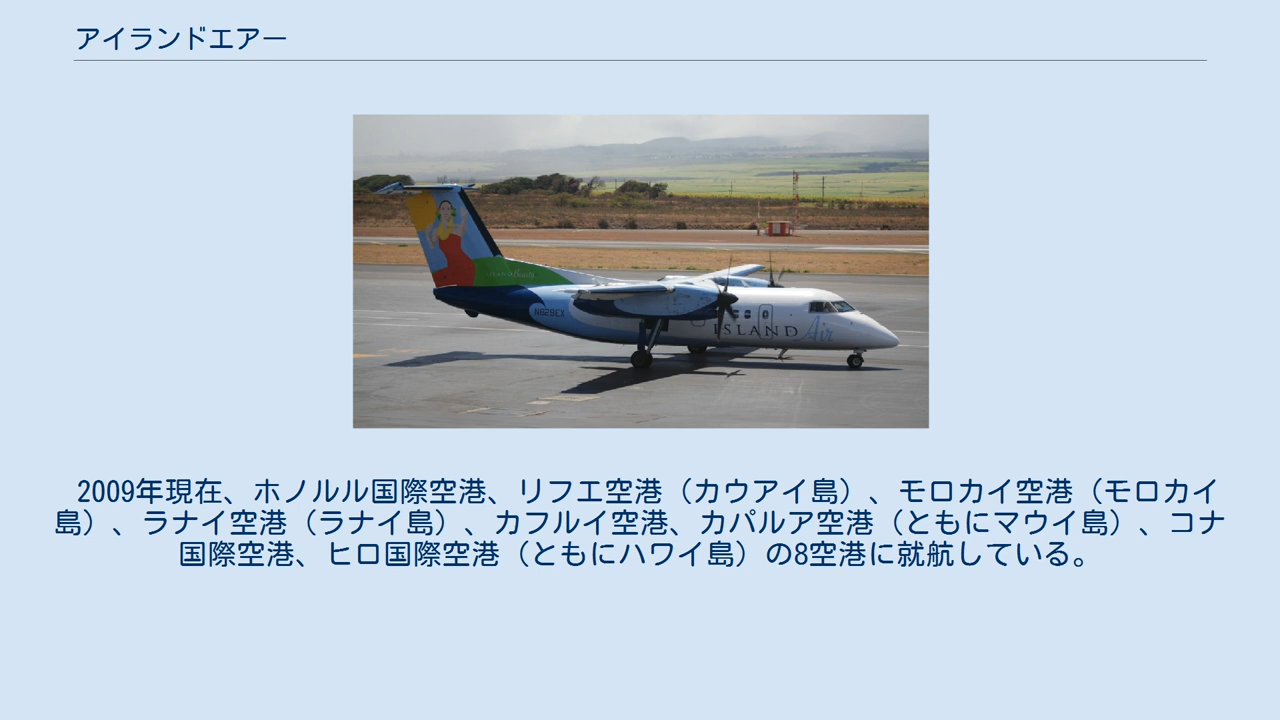 アイランドエアー
ISLAND Air
2009年現在、ホノルル国際空港、リフエ空港（カウアイ島）、モロカイ空港（モロカイ
島）、ラナイ空港（ラナイ島）、カフルイ空港、カパルア空港（ともにマウイ島）、コナ
国際空港、ヒロ国際空港（ともにハワイ島）の8空港に就航している。